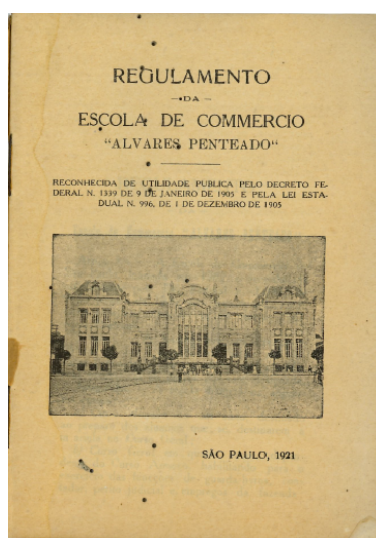 REGULAMENTO
DA
ESCOLA DE COMMERCIO
"ALVARES PENTEADO"
RECONHECIDA DE UTILIDADE PUBLICA PELO DECRETO FE-
DERAL N. 1339 DE 9 DE JANEIRO DE 1905 E PELA LEI ESTA-
DUAL N. 996, DE 1 DE DEZEMBRO DE 1905
SÃO PAULO, 1921